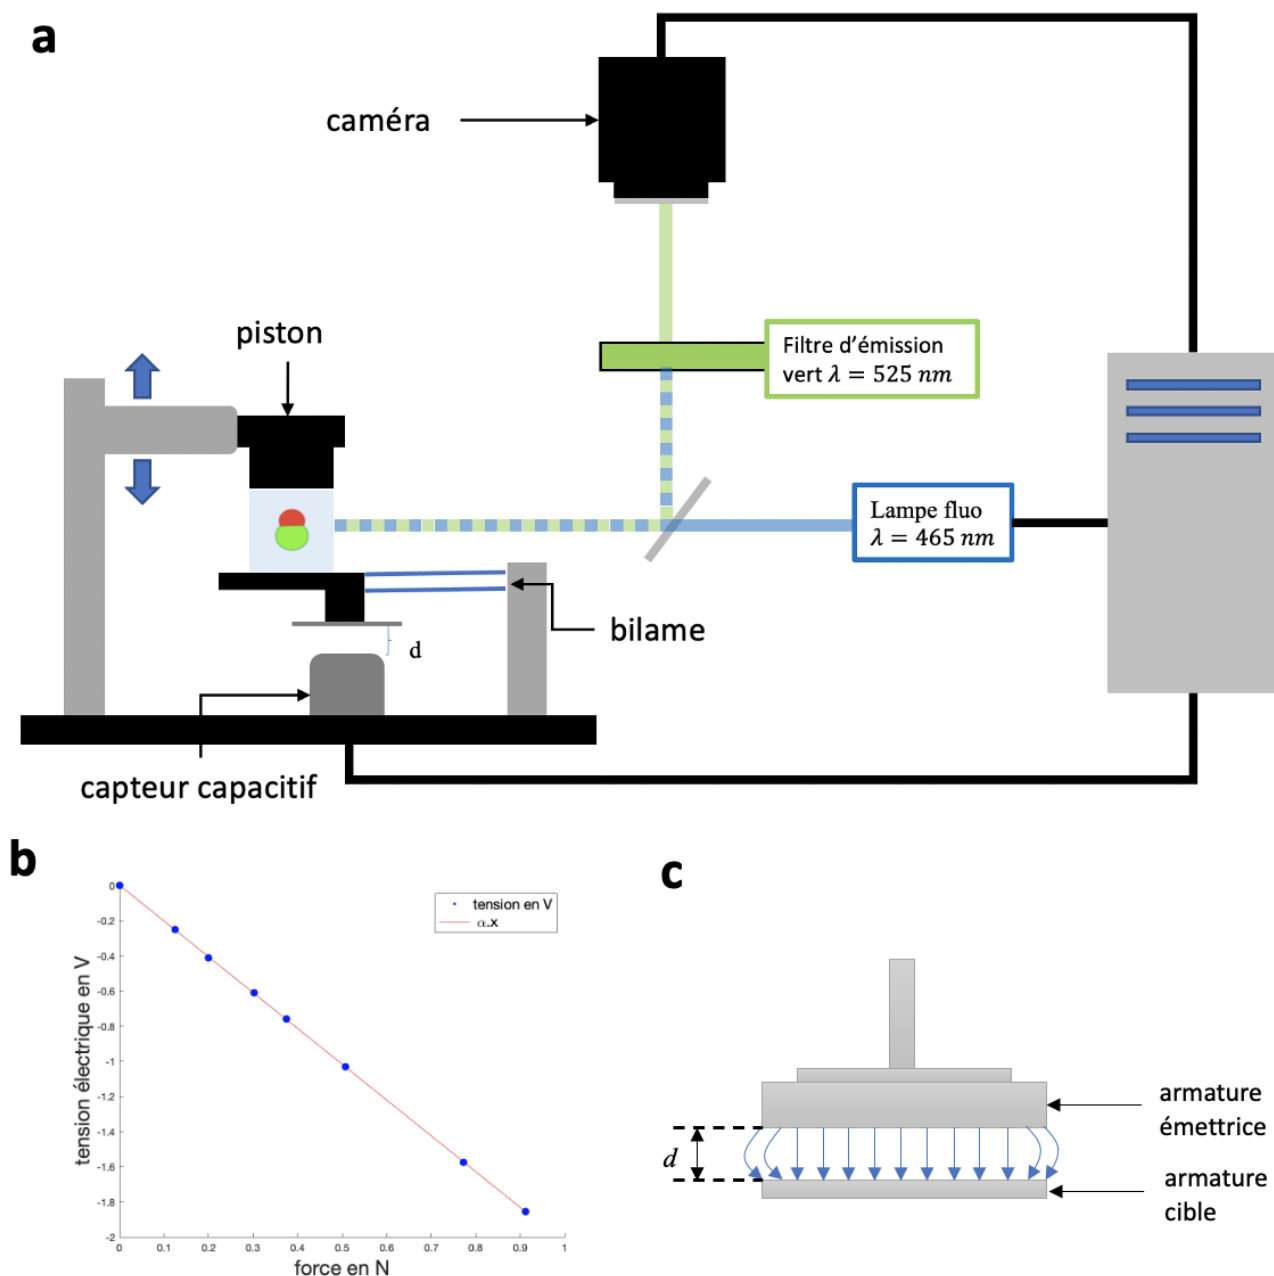 a
caméra
piston
Filtre d'émission
vert λ = 525 nm
Lampe fluo
λ = 465 nm
bilame
d
capteur capacitif
b
tension électrique en V
0
-0.2
-0.4
-0.6
-0.8
-1
-1.2
-1.4
-1.6
-1.8
-2
tension en V
α.x
0 0.1 0.2 0.3 0.4 0.5 0.6 0.7 0.8 0.9 1
force en N
c
armature
émettrice
d
armature
cible